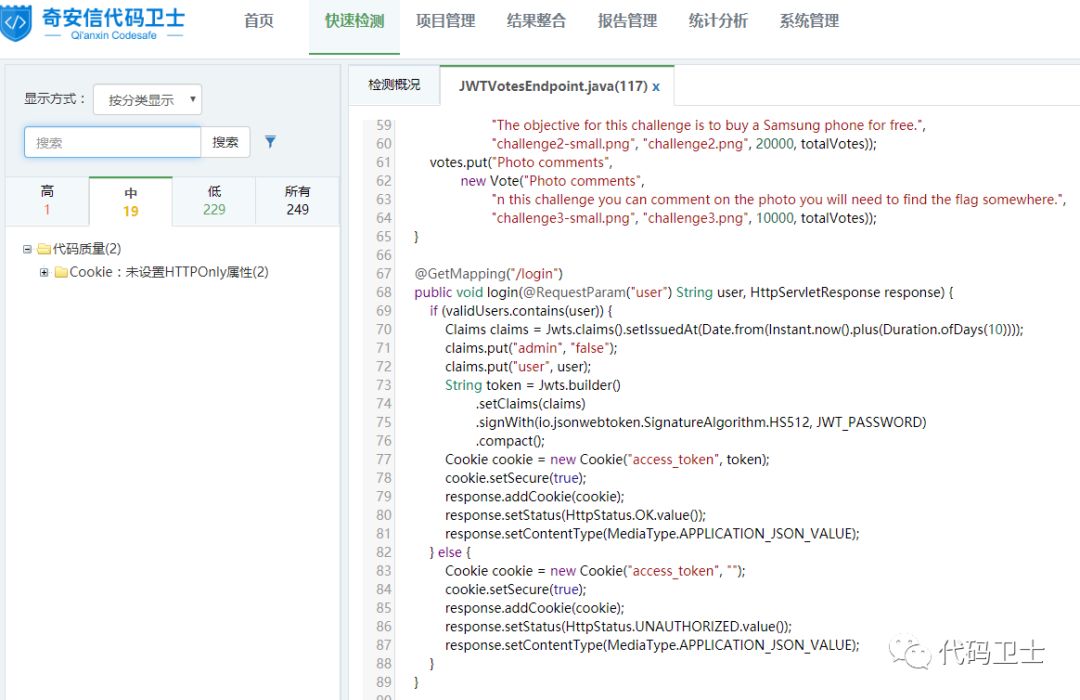 奇安信代码卫士
Qi'anxin Codesafe
首页 快速检测 项目管理 结果整合 报告管理 统计分析 系统管理
显示方式： 按分类显示
搜索 搜索
高 中 低 所有
1 19 229 249
代码质量(2)
Cookie：未设置HTTPOnly属性(2)
检测概况 JWTVotesEndpoint.java(117) x
59 "The objective for this challenge is to buy a Samsung phone for free.",
60 "challenge2-small.png", "challenge2.png", 20000, totalVotes));
61 votes.put("Photo comments",
62 new Vote("Photo comments",
63 "n this challenge you can comment on the photo you will need to find the flag somewhere.",
64 "challenge3-small.png", "challenge3.png", 10000, totalVotes));
65 }
66
67 @GetMapping("/login")
68 public void login(@RequestParam("user") String user, HttpServletResponse response) {
69 if (validUsers.contains(user)) {
70 Claims claims = Jwts.claims().setIssuedAt(Date.from(Instant.now().plus(Duration.ofDays(10))));
71 claims.put("admin", "false");
72 claims.put("user", user);
73 String token = Jwts.builder()
74 .setClaims(claims)
75 .signWith(io.jsonwebtoken.SignatureAlgorithm.HS512, JWT_PASSWORD)
76 .compact();
77 Cookie cookie = new Cookie("access_token", token);
78 cookie.setSecure(true);
79 response.addCookie(cookie);
80 response.setStatus(HttpStatus.OK.value());
81 response.setContentType(MediaType.APPLICATION_JSON_VALUE);
82 } else {
83 Cookie cookie = new Cookie("access_token", "");
84 cookie.setSecure(true);
85 response.addCookie(cookie);
86 response.setStatus(HttpStatus.UNAUTHORIZED.value());
87 response.setContentType(MediaType.APPLICATION_JSON_VALUE);
88 }
89 }
代码卫士